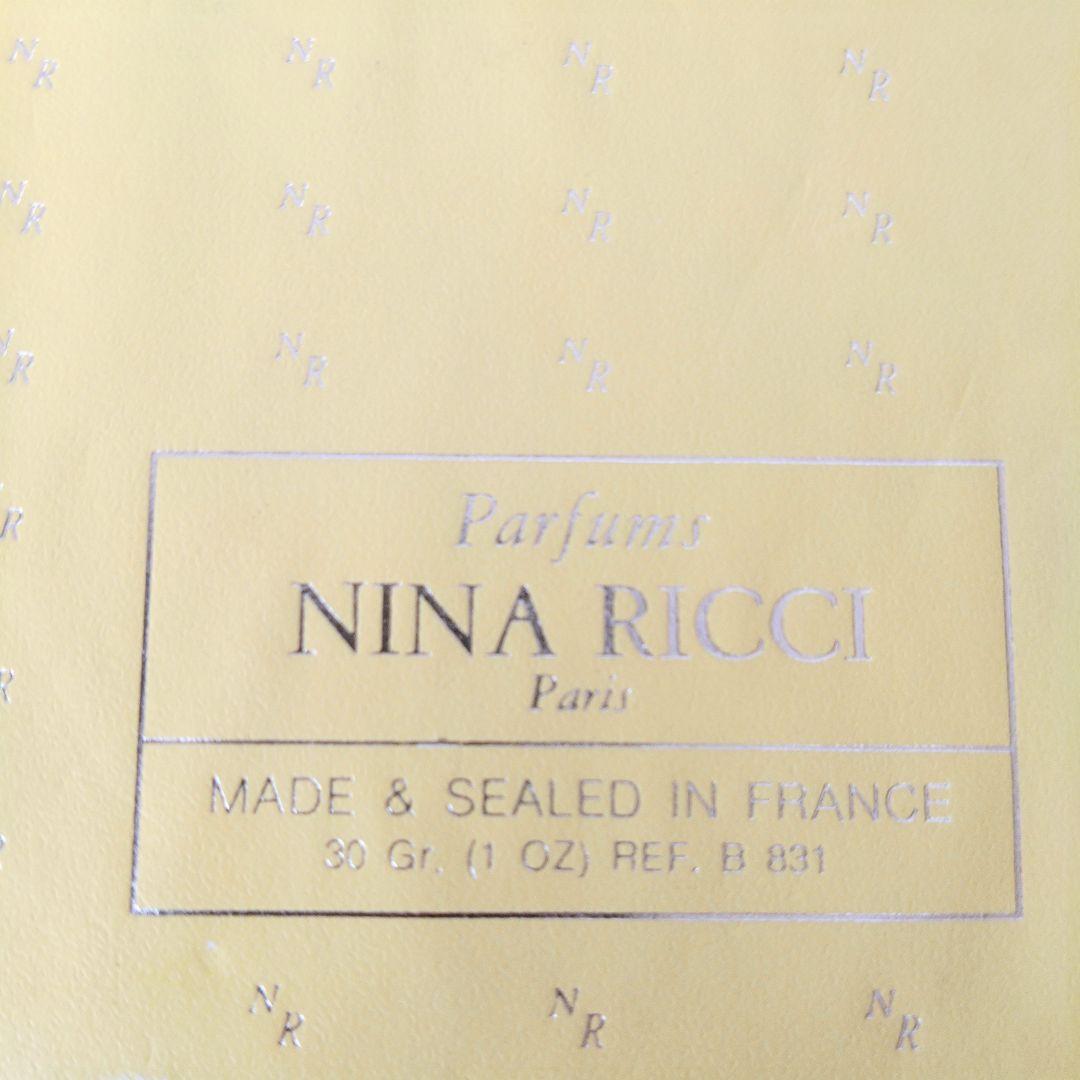 N R N R N R N R
N R N R N R N R
N R N R N R N R
Parfums
R
NINA RICCI
Paris
R
MADE & SEALED IN FRANCE
30 Gr. (1 OZ) REF. B 831
N R N R N R